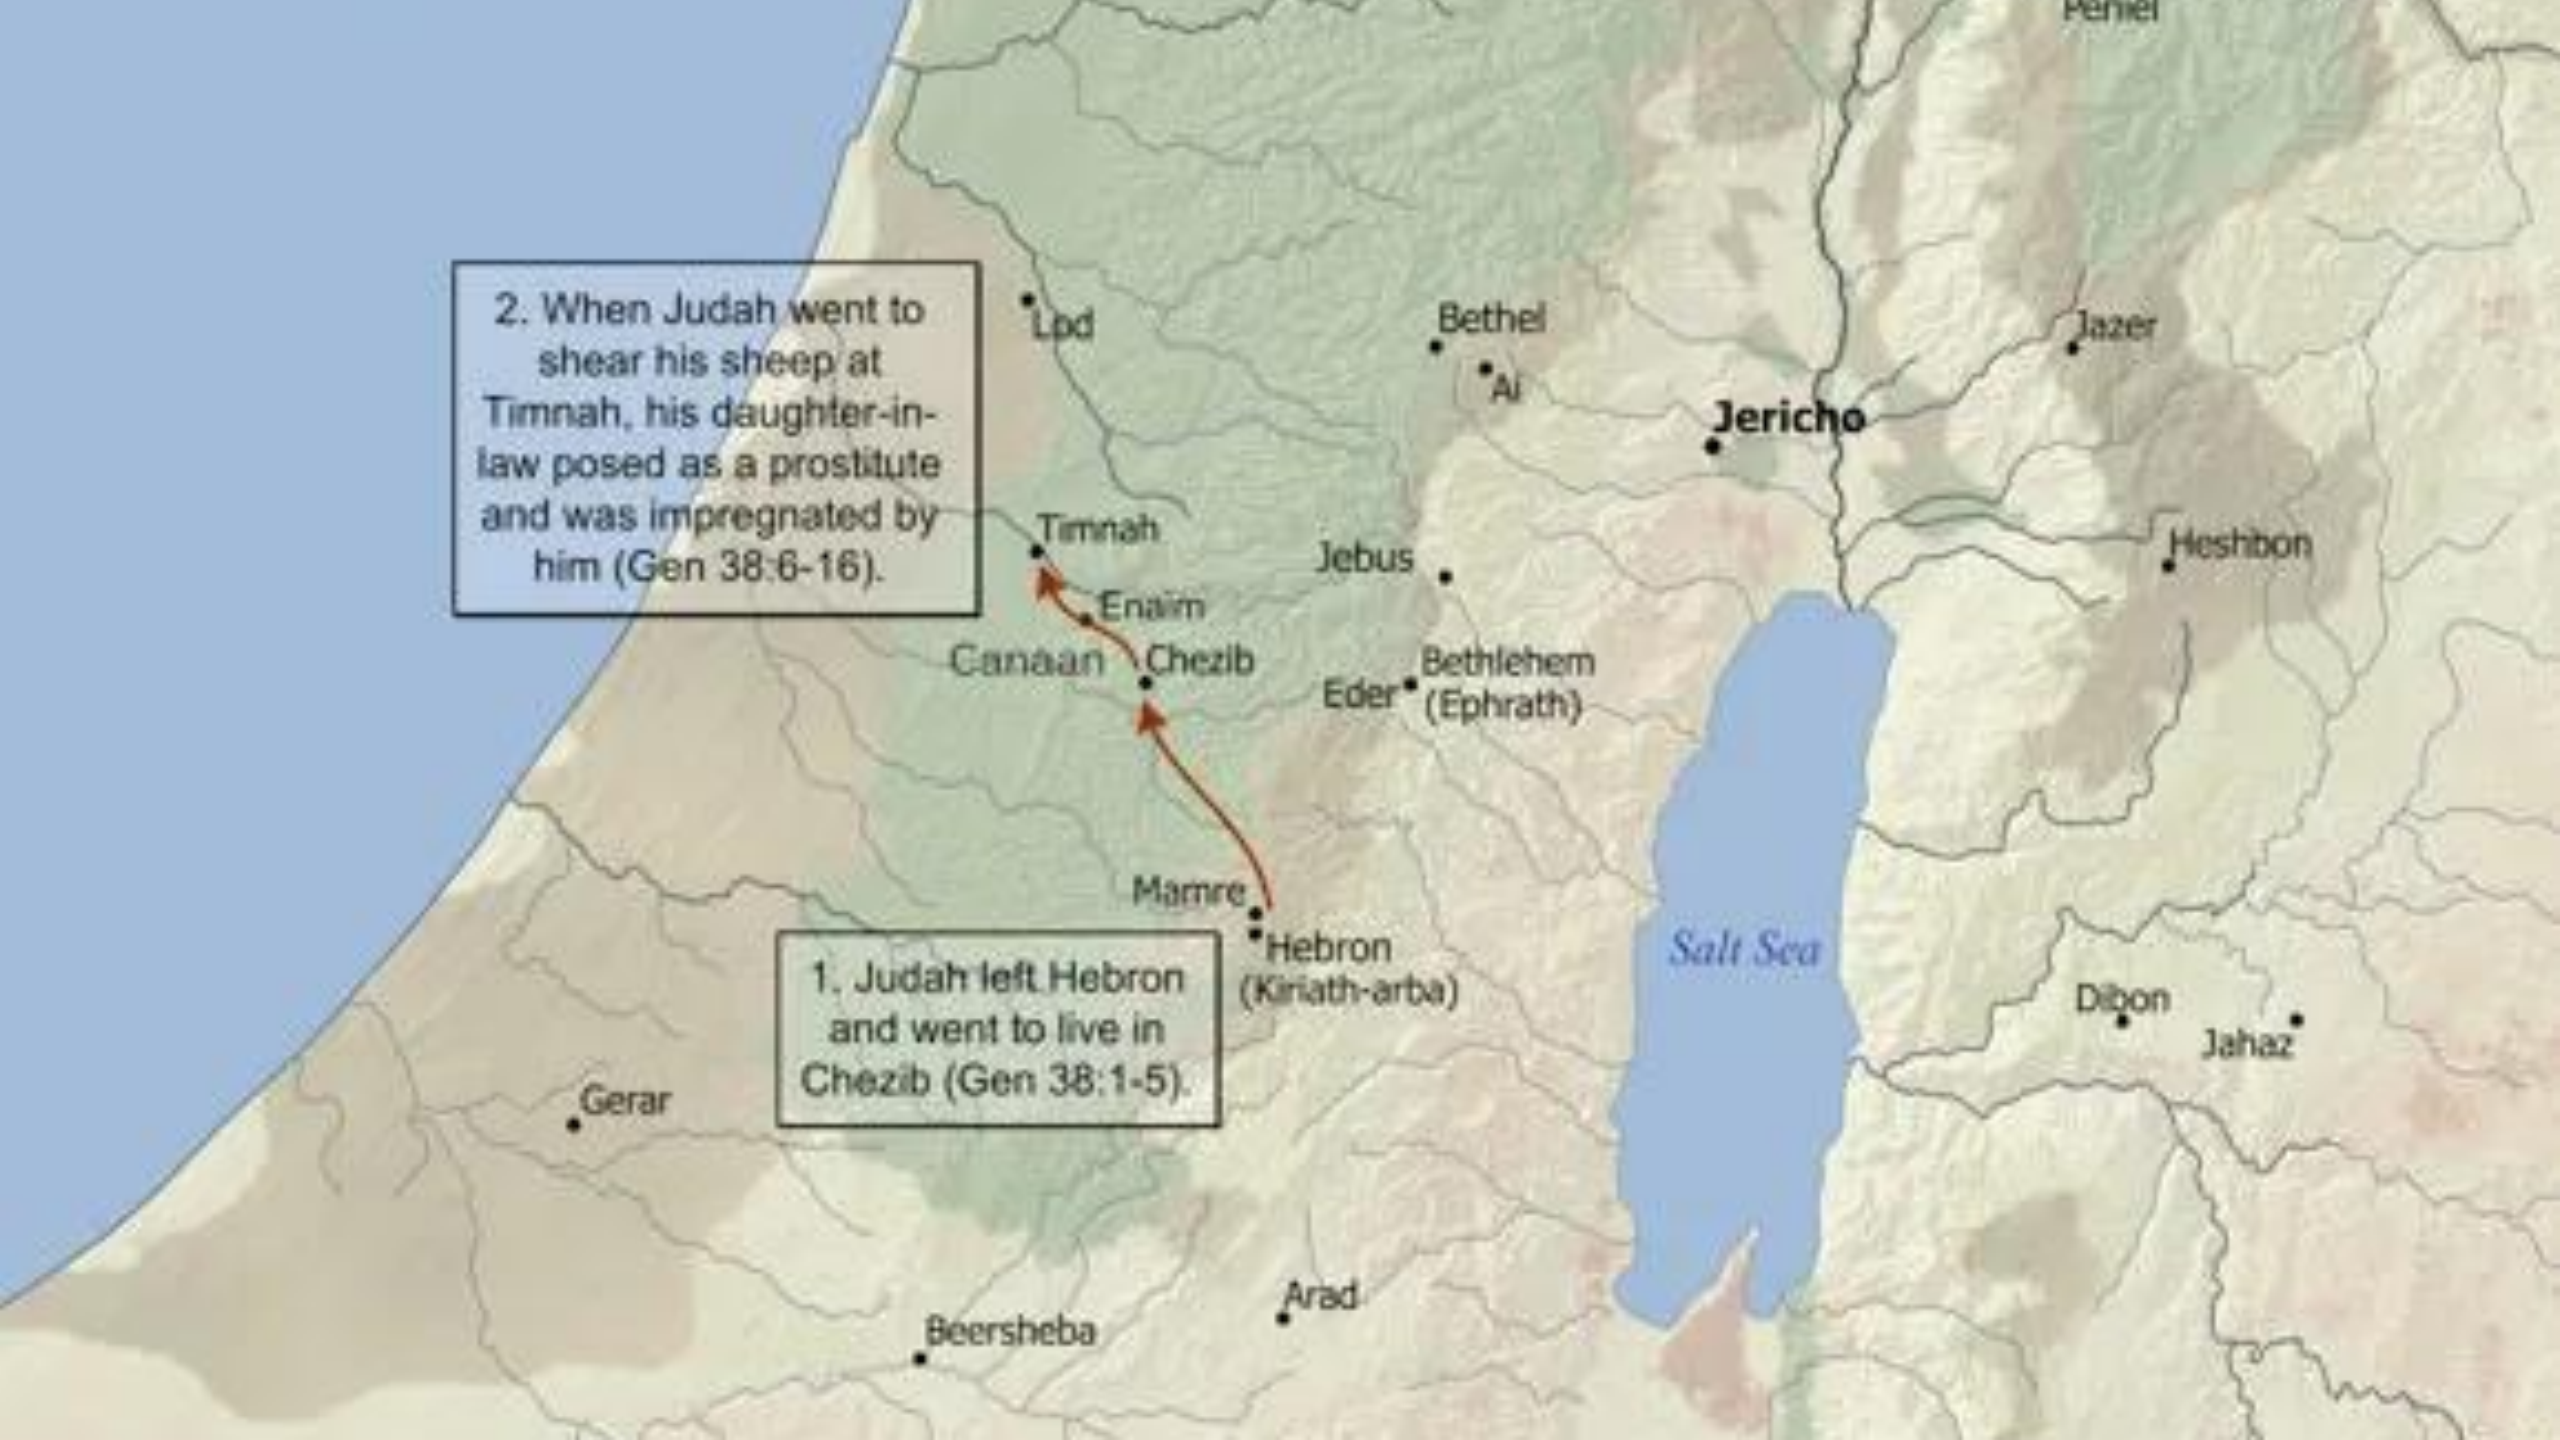 Peniel
2. When Judah went to
shear his sheep at
Timnah, his daughter-in-
law posed as a prostitute
and was impregnated by
him (Gen 38:6-16).
Lod
Bethel
Ai
Jazer
Jericho
Timnah
Jebus
Heshbon
Enaim
Canaan
Chezib
Bethlehem
Eder
(Ephrath)
Mamre
Hebron
(Kiriath-arba)
Salt Sea
1. Judah left Hebron
and went to live in
Chezib (Gen 38:1-5).
Dibon
Jahaz
Gerar
Arad
Beersheba